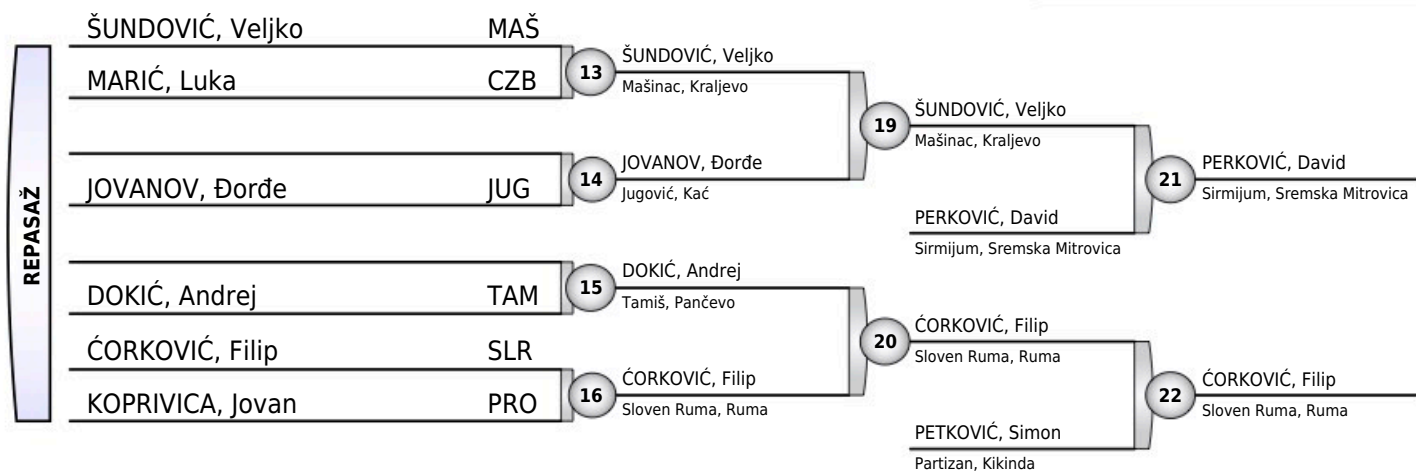 REPASAŽ
ŠUNDOVIĆ, Veljko MAŠ
MARIĆ, Luka CZB
JOVANOV, Đorđe JUG
DOKIĆ, Andrej TAM
ĆORKOVIĆ, Filip SLR
KOPRIVICA, Jovan PRO
13
ŠUNDOVIĆ, Veljko
Mašinac, Kraljevo
14
JOVANOV, Đorđe
Jugović, Kać
15
DOKIĆ, Andrej
Tamiš, Pančevo
16
ĆORKOVIĆ, Filip
Sloven Ruma, Ruma
19
ŠUNDOVIĆ, Veljko
Mašinac, Kraljevo
PERKOVIĆ, David
Sirmijum, Sremska Mitrovica
20
ĆORKOVIĆ, Filip
Sloven Ruma, Ruma
PETKOVIĆ, Simon
Partizan, Kikinda
21
PERKOVIĆ, David
Sirmijum, Sremska Mitrovica
22
ĆORKOVIĆ, Filip
Sloven Ruma, Ruma